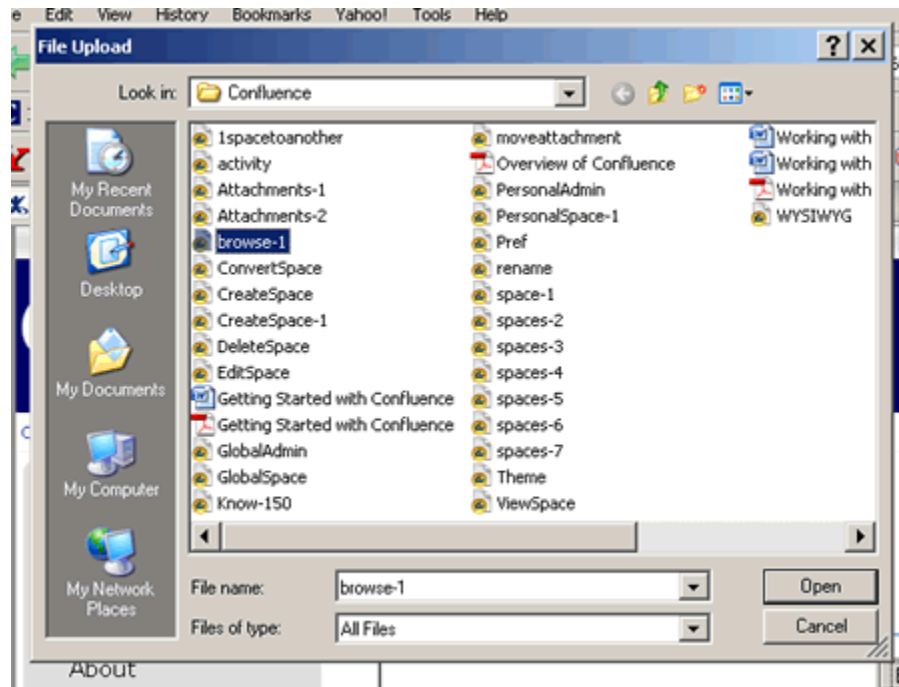 Edit View History Bookmarks Yahoo! Tools Help
File Upload
Look in: Confluence
My Recent
Documents
Desktop
My Documents
My Computer
My Network
Places
1spacetoanother
activity
Attachments-1
Attachments-2
browse-1
ConvertSpace
CreateSpace
CreateSpace-1
DeleteSpace
EditSpace
Getting Started with Confluence
Getting Started with Confluence
GlobalAdmin
GlobalSpace
Know-150
moveattachment
Overview of Confluence
PersonalAdmin
PersonalSpace-1
Pref
rename
space-1
spaces-2
spaces-3
spaces-4
spaces-5
spaces-6
spaces-7
Theme
ViewSpace
Working with
Working with
Working with
WYSIWYG
File name: browse-1 Open
Files of type: All Files Cancel
About